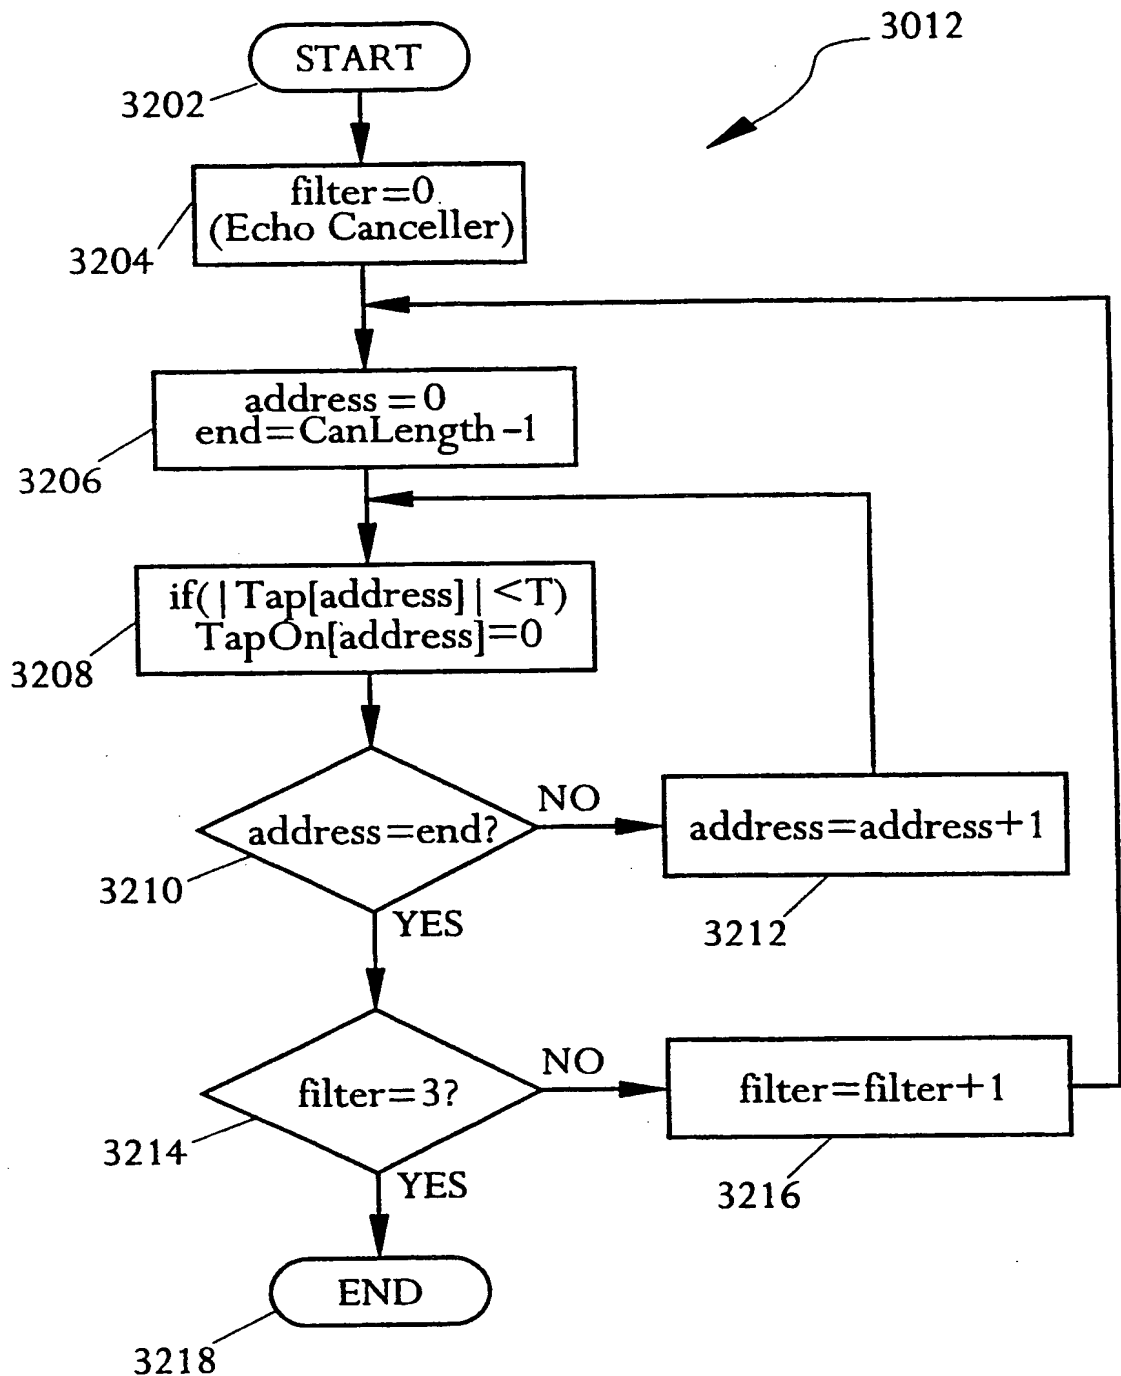 3012
START
3202
filter=0
(Echo Canceller)
3204
address=0
end=CanLength-1
3206
if(|Tap[address]|<T)
TapOn[address]=0
3208
address=end?
NO
address=address+1
3210
3212
YES
filter=3?
NO
filter=filter+1
3214
3216
YES
END
3218